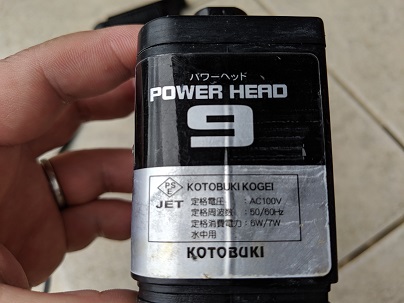 パワーヘッド
POWER HEAD
9
PS
E
JET
KOTOBUKI KOGEI
定格電圧 : AC100V
定格周波数 : 50/60Hz
定格消費電力 : 6W/7W
水中用
KOTOBUKI